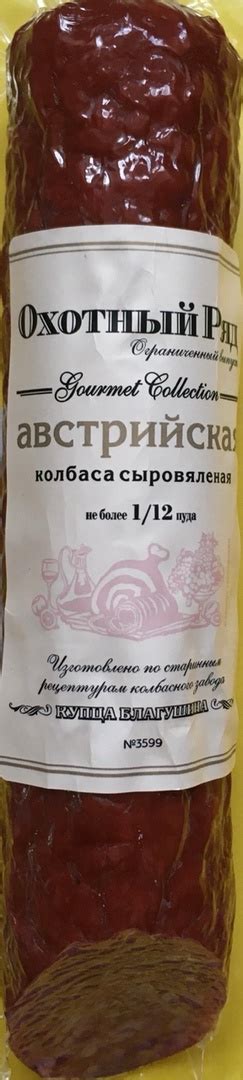 Охотный Ряд
Ограниченный выпуск
Gourmet Collection
австрийская
колбаса сыровяленая
не более 1/12 пуда
Изготовлено по старинным
рецептурам колбасного завода
КУПЦА БЛАГУШИНА
№3599